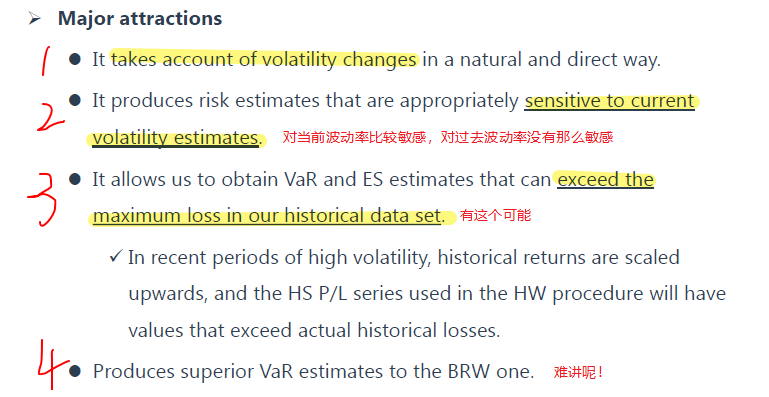 ➢ Major attractions
1 ● It takes account of volatility changes in a natural and direct way.
2 ● It produces risk estimates that are appropriately sensitive to current
volatility estimates. 对当前波动率比较敏感，对过去波动率没有那么敏感
3 ● It allows us to obtain VaR and ES estimates that can exceed the
maximum loss in our historical data set. 有这个可能
✓ In recent periods of high volatility, historical returns are scaled
upwards, and the HS P/L series used in the HW procedure will have
values that exceed actual historical losses.
4 ● Produces superior VaR estimates to the BRW one. 难讲呢！